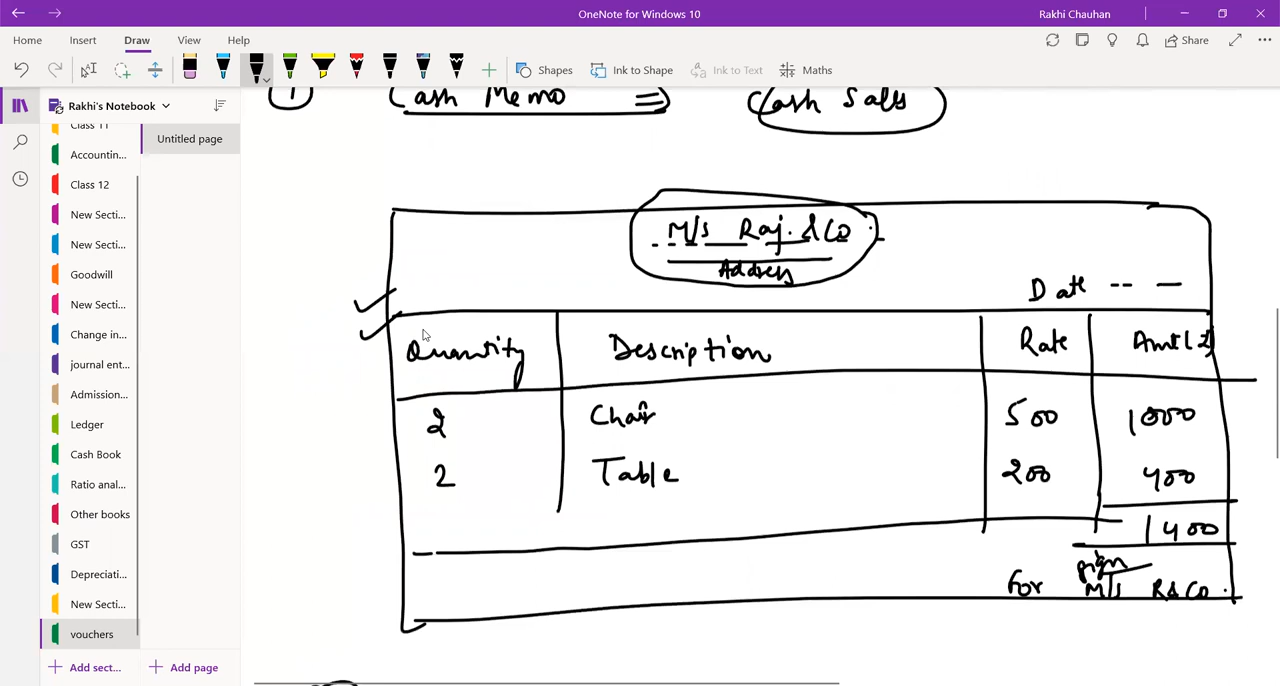 OneNote for Windows 10
Rakhi Chauhan
Home Insert Draw View Help
Share
Shapes Ink to Shape Ink to Text Maths
Rakhi's Notebook
Untitled page
Class 11
Accountin...
Class 12
New Secti...
New Secti...
Goodwill
New Secti...
Change in...
journal ent...
Admission...
Ledger
Cash Book
Ratio anal...
Other books
GST
Depreciati...
New Secti...
vouchers
Add sect... Add page
1 Cash Memo Cash Sales
M/s Raj. & Co.
Address
Date -- —
Quantity Description Rate Amt(₹)
2 Chair 500 1000
2 Table 200 400
1400
sign
For M/s R & Co.